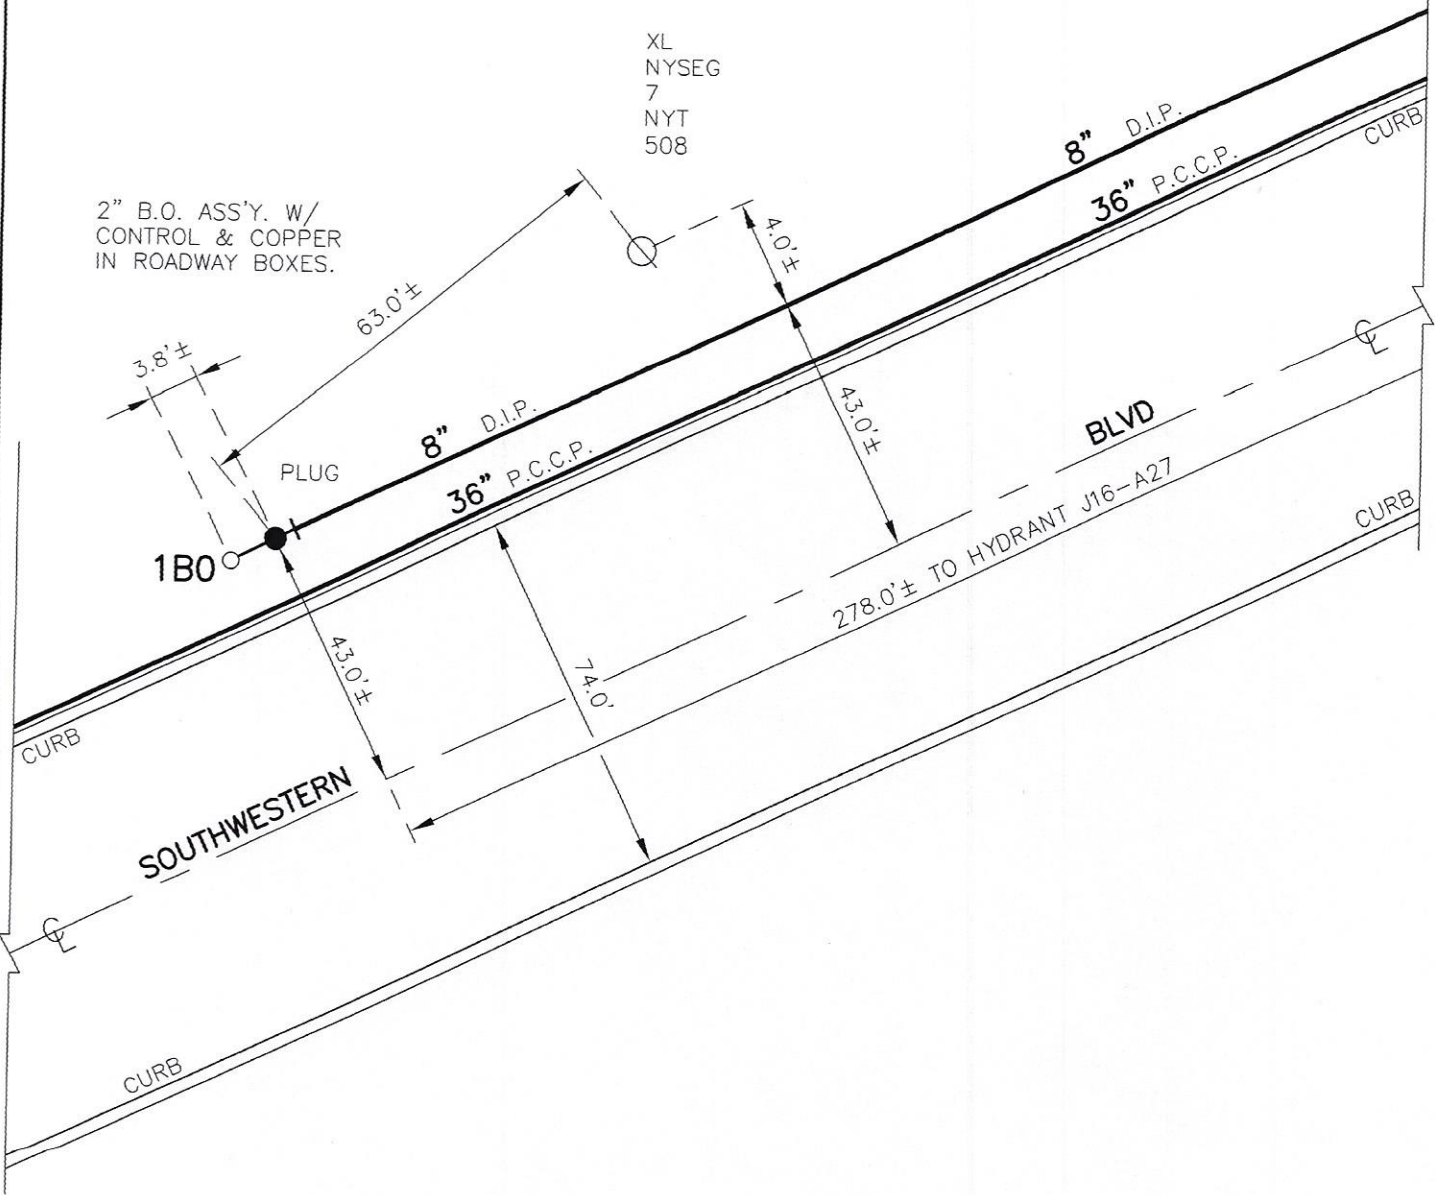 XL
NYSEG
7
NYT
508
8” D.I.P.
36” P.C.C.P.
CURB
2” B.O. ASS'Y. W/
CONTROL & COPPER
IN ROADWAY BOXES.
63.0'±
4.0'±
3.8'±
43.0'±
8” D.I.P.
36” P.C.C.P.
PLUG
1B0
℄
BLVD
278.0'± TO HYDRANT J16-A27
CURB
43.0'±
74.0'
CURB
SOUTHWESTERN
℄
CURB